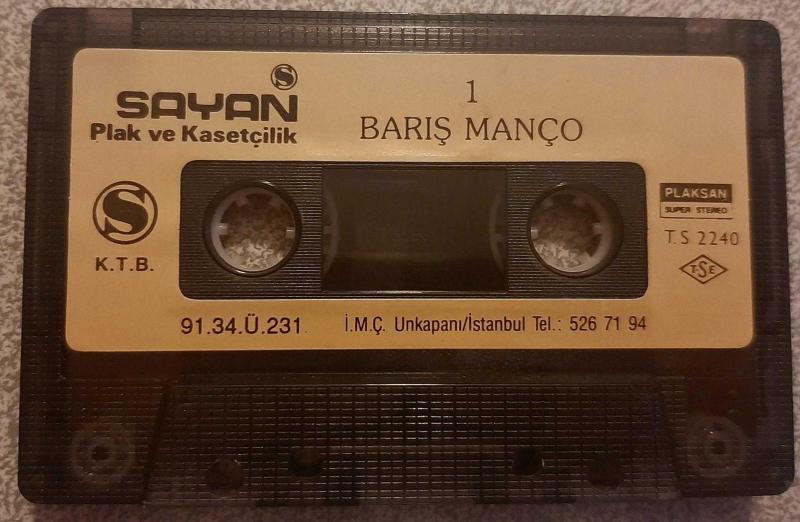 S
SAYAN
Plak ve Kasetçilik
1
BARIŞ MANÇO
S
K.T.B.
PLAKSAN
SUPER STEREO
T.S 2240
TSE
91.34.Ü.231.
İ.M.Ç. Unkapanı/İstanbul Tel.: 526 71 94